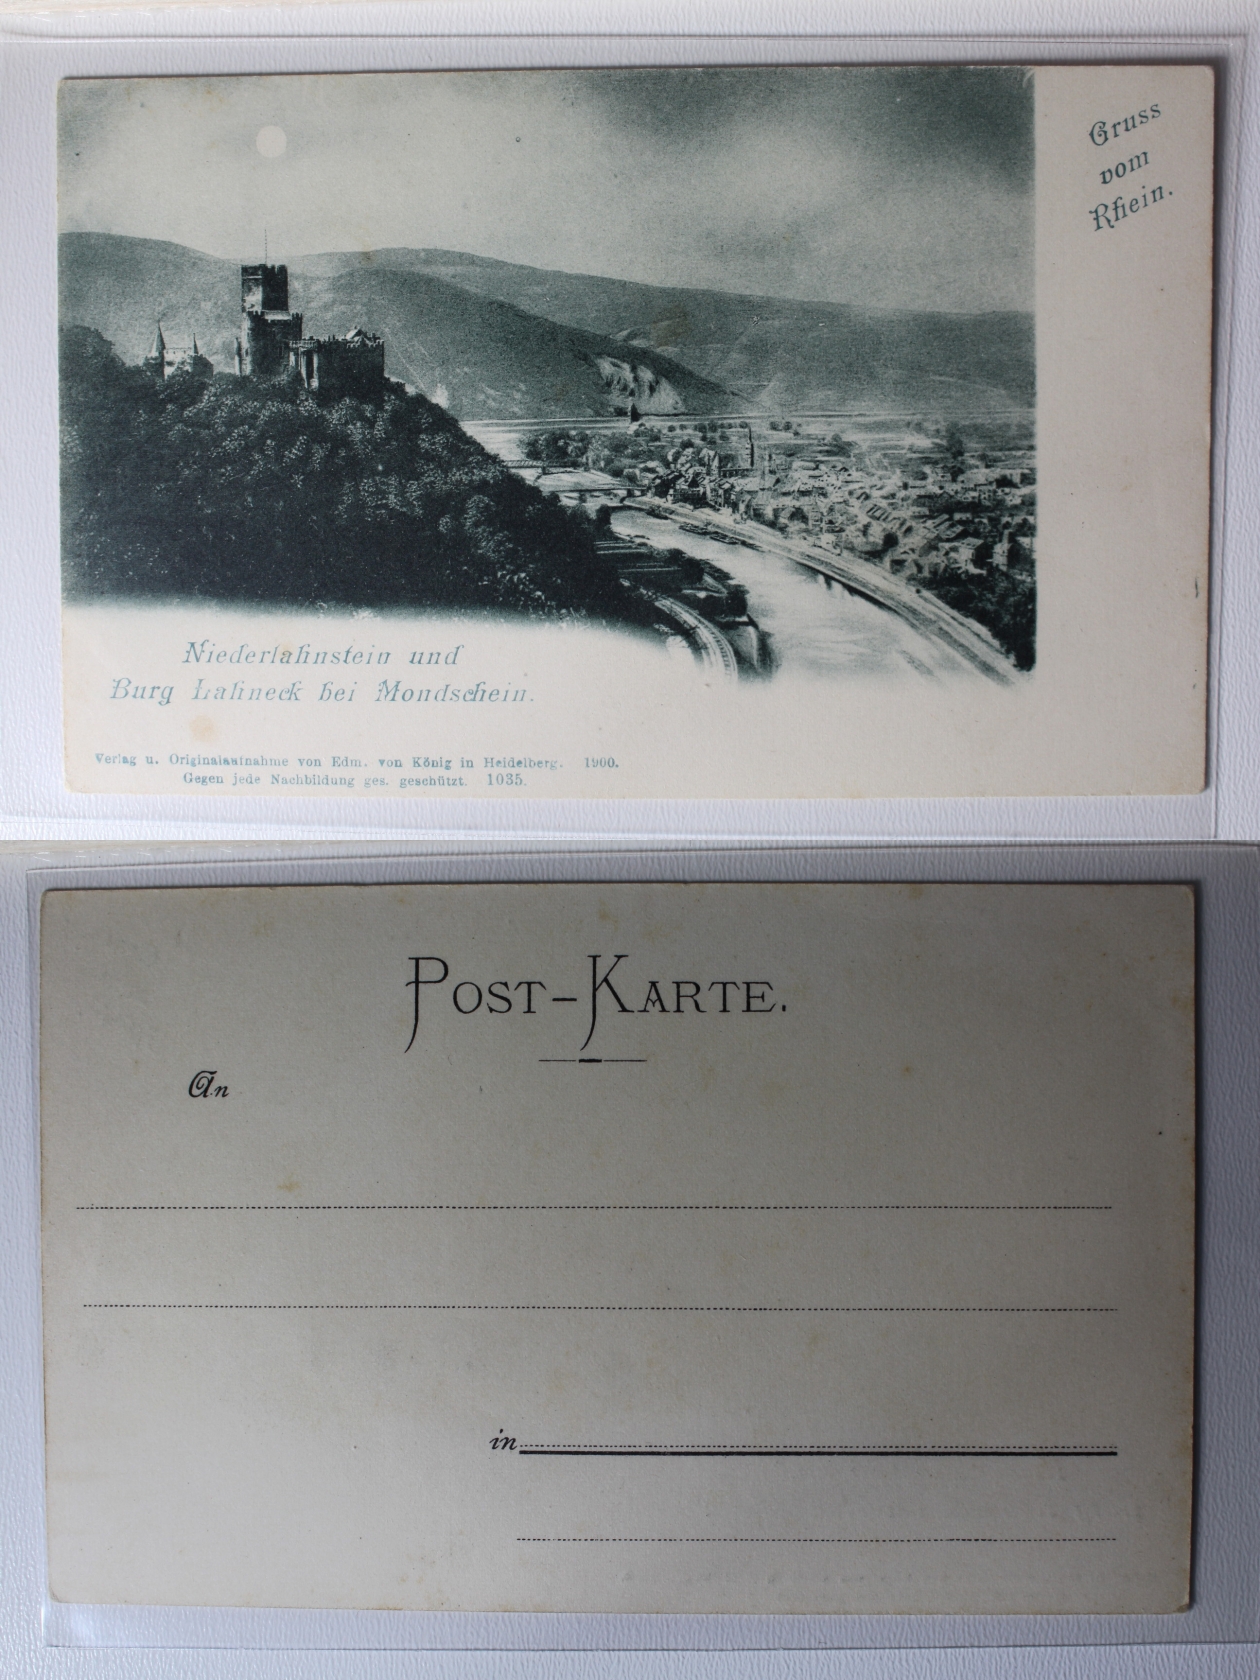 Gruss
vom
Rhein.
Niederlahnstein und
Burg Lahneck bei Mondschein.
Verlag u. Originalaufnahme von Edm. von König in Heidelberg. 1900.
Gegen jede Nachbildung ges. geschützt. 1035.
POST-KARTE.
An
in